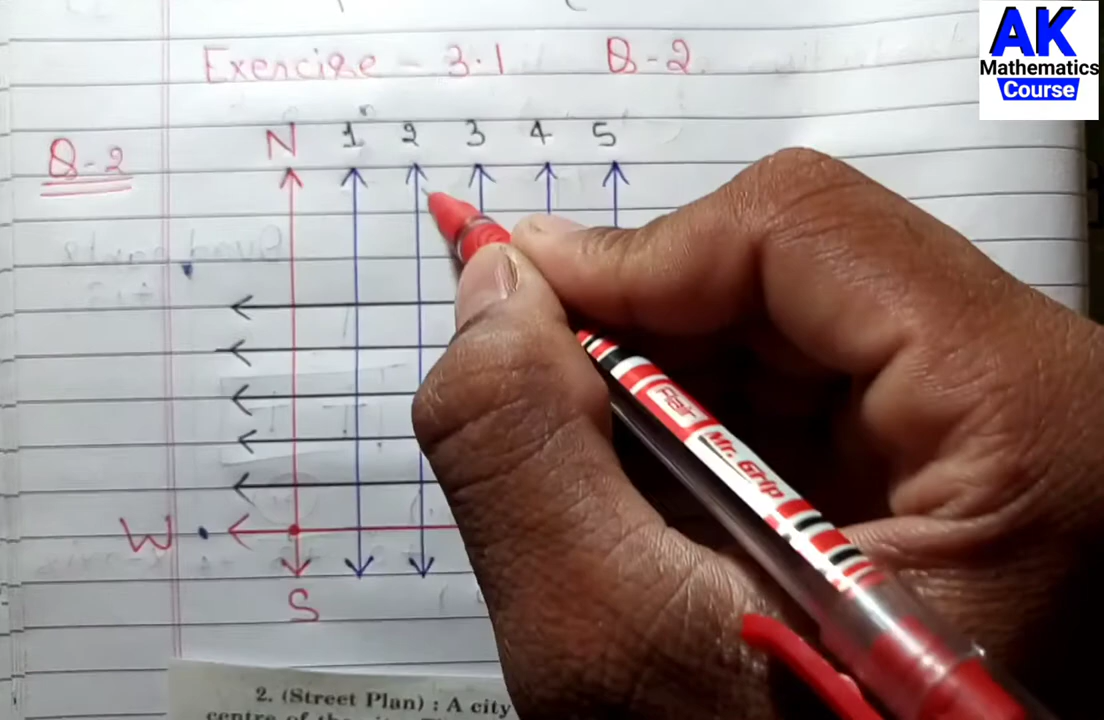 AK
Mathematics
Course
Exercise - 3.1 Q-2
Q-2
N 1 2 3 4 5
W
S
Flair Mr. Grip
2. (Street Plan) : A city
centre of the city.